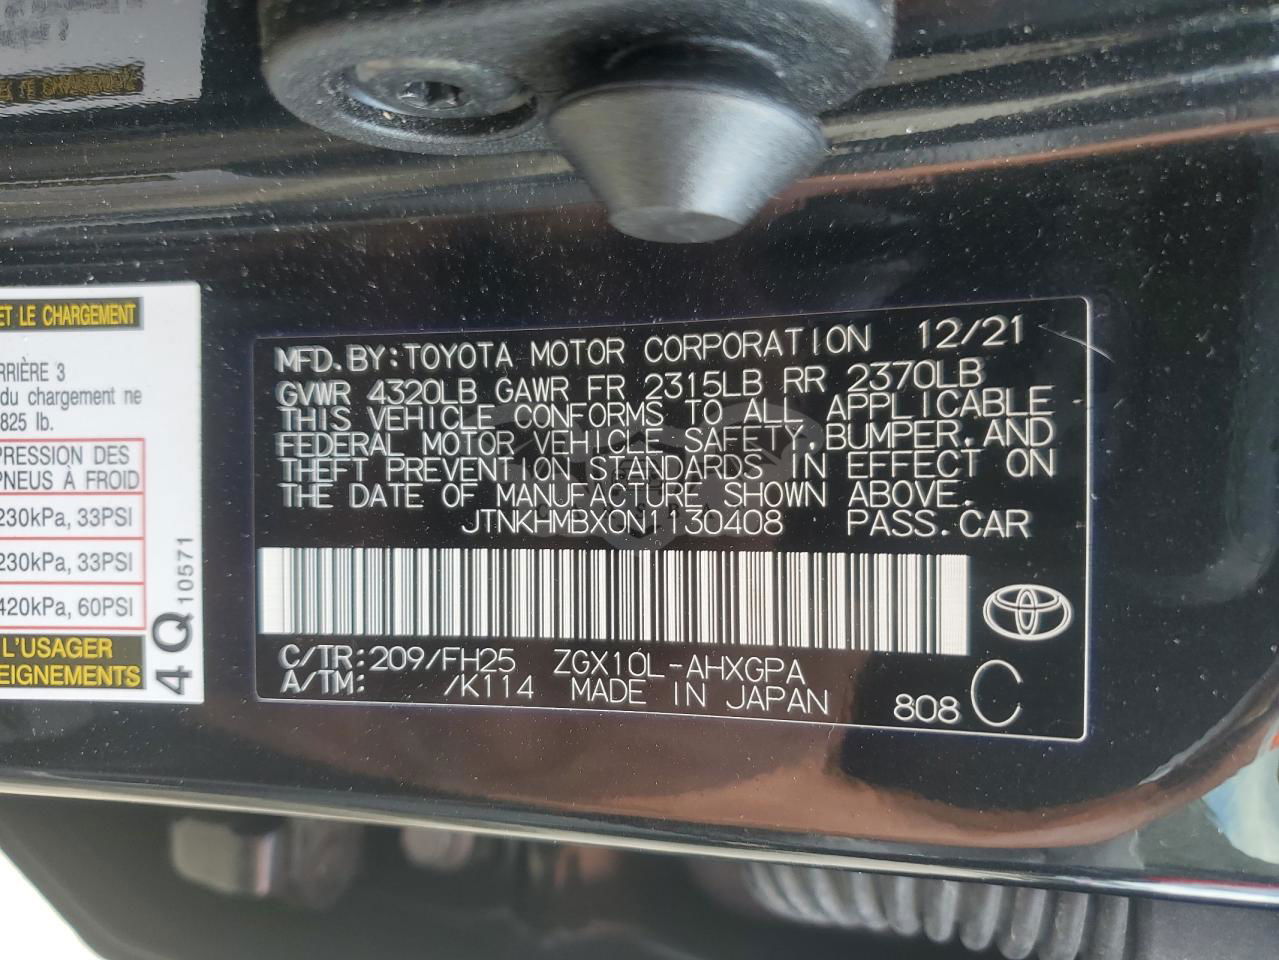 ET LE CHARGEMENT
RRIÈRE 3
du chargement ne
825 lb.
PRESSION DES
PNEUS À FROID
230kPa, 33PSI
230kPa, 33PSI
420kPa, 60PSI
L'USAGER
EIGNEMENTS
4Q 10571
MFD. BY: TOYOTA MOTOR CORPORATION 12/21
GVWR 4320LB GAWR FR 2315LB RR 2370LB
THIS VEHICLE CONFORMS TO ALL APPLICABLE
FEDERAL MOTOR VEHICLE SAFETY, BUMPER, AND
THEFT PREVENTION STANDARDS IN EFFECT ON
THE DATE OF MANUFACTURE SHOWN ABOVE.
JTNKHMBX0N1130408 PASS. CAR
C/TR: 209/FH25 ZGX10L-AHXGPA
A/TM: /K114 MADE IN JAPAN 808 C